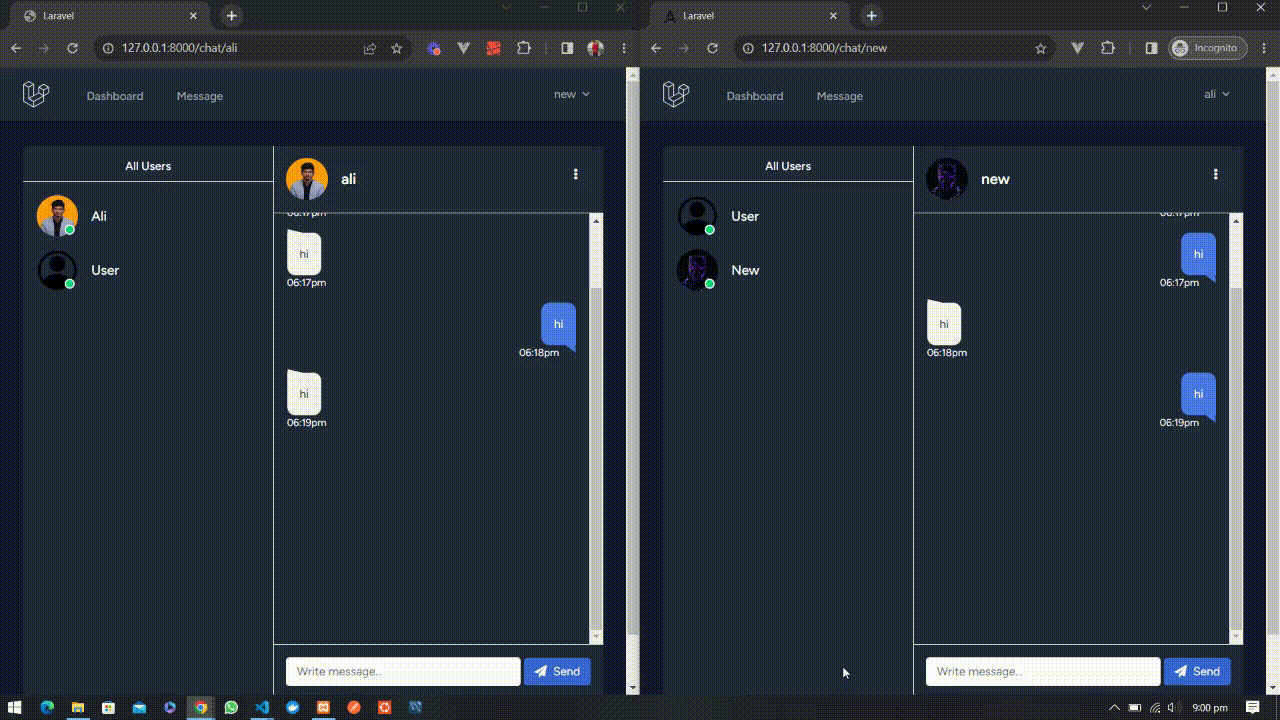 Laravel
127.0.0.1:8000/chat/ali
Dashboard
Message
new
All Users
Ali
User
ali
06:17pm
hi
06:17pm
hi
06:18pm
hi
06:19pm
Write message...
Send
Laravel
127.0.0.1:8000/chat/new
Incognito
Dashboard
Message
ali
All Users
User
New
new
06:17pm
hi
06:17pm
hi
06:18pm
hi
06:19pm
Write message...
Send
9:00 pm